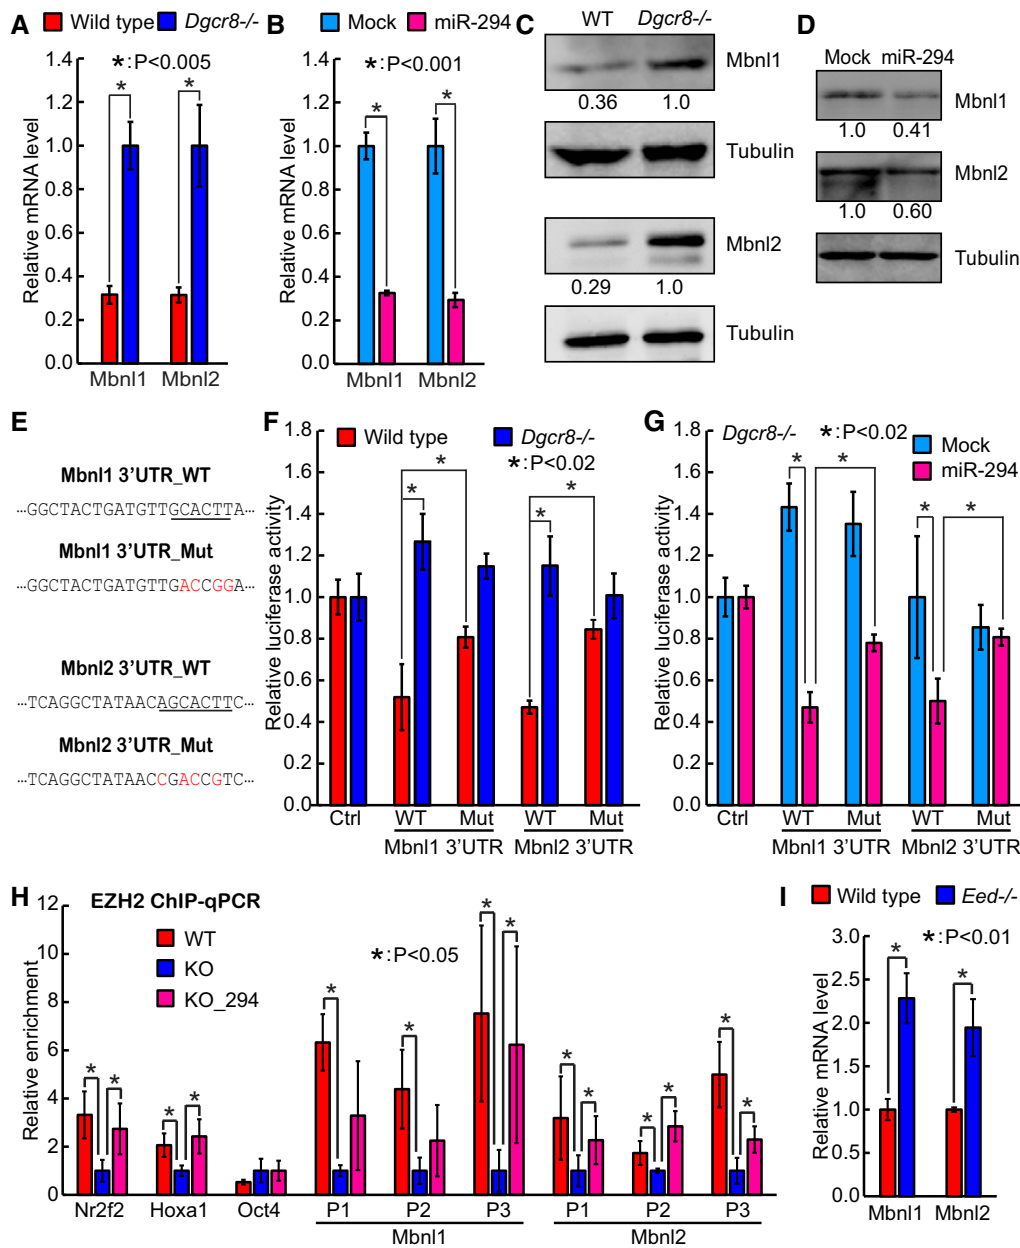 A Wild type Dgcr8-/-
*:P<0.005
* *
Relative mRNA level
1.4
1.2
1.0
0.8
0.6
0.4
0.2
0.0
Mbnl1 Mbnl2
B Mock miR-294
*:P<0.001
* *
Relative mRNA level
1.4
1.2
1.0
0.8
0.6
0.4
0.2
0.0
Mbnl1 Mbnl2
C WT Dgcr8-/-
Mbnl1
0.36 1.0
Tubulin
Mbnl2
0.29 1.0
Tubulin
D
Mock miR-294
Mbnl1
1.0 0.41
Mbnl2
1.0 0.60
Tubulin
E
Mbnl1 3'UTR_WT
...GGCTACTGATGTTGCACTTA...
Mbnl1 3'UTR_Mut
...GGCTACTGATGTTGACCGGA...
Mbnl2 3'UTR_WT
...TCAGGCTATAACAGCACTTC...
Mbnl2 3'UTR_Mut
...TCAGGCTATAACCGACCGTC...
F
Wild type Dgcr8-/-
*:P<0.02
* * * *
Relative luciferase activity
1.8
1.6
1.4
1.2
1.0
0.8
0.6
0.4
0.2
0.0
Ctrl WT Mut WT Mut
Mbnl1 3'UTR Mbnl2 3'UTR
G
Dgcr8-/- *:P<0.02
Mock
miR-294
* * * *
Relative luciferase activity
1.8
1.6
1.4
1.2
1.0
0.8
0.6
0.4
0.2
0.0
Ctrl WT Mut WT Mut
Mbnl1 3'UTR Mbnl2 3'UTR
H EZH2 ChIP-qPCR
WT
KO
KO_294
*:P<0.05
* * * * * * * * * * * * * *
Relative enrichment
12
10
8
6
4
2
0
Nr2f2 Hoxa1 Oct4 P1 P2 P3 P1 P2 P3
Mbnl1 Mbnl2
I Wild type Eed-/-
*:P<0.01
* *
Relative mRNA level
3.0
2.5
2.0
1.5
1.0
0.5
0.0
Mbnl1 Mbnl2